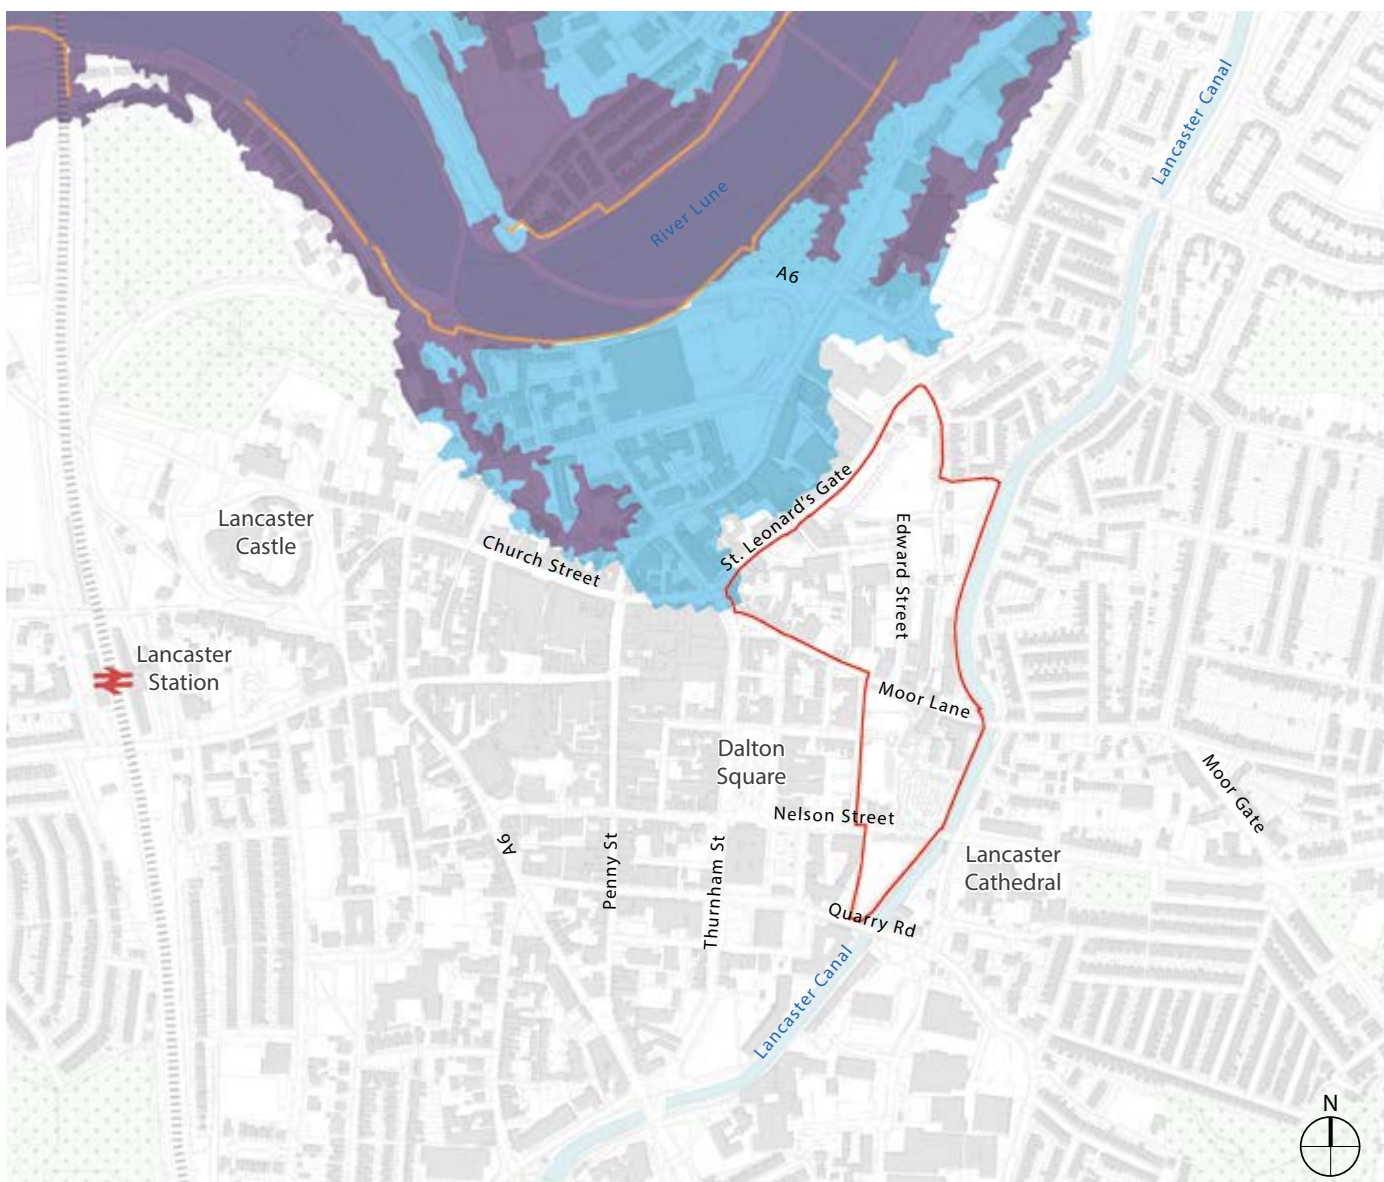 Lancaster Canal
River Lune
A6
St. Leonard's Gate
Lancaster
Castle
Church Street
Edward Street
Lancaster
Station
Moor Lane
Dalton
Square
Moor Gate
Nelson Street
A6
Penny St
Thurnham St
Lancaster
Cathedral
Quarry Rd
Lancaster Canal
N